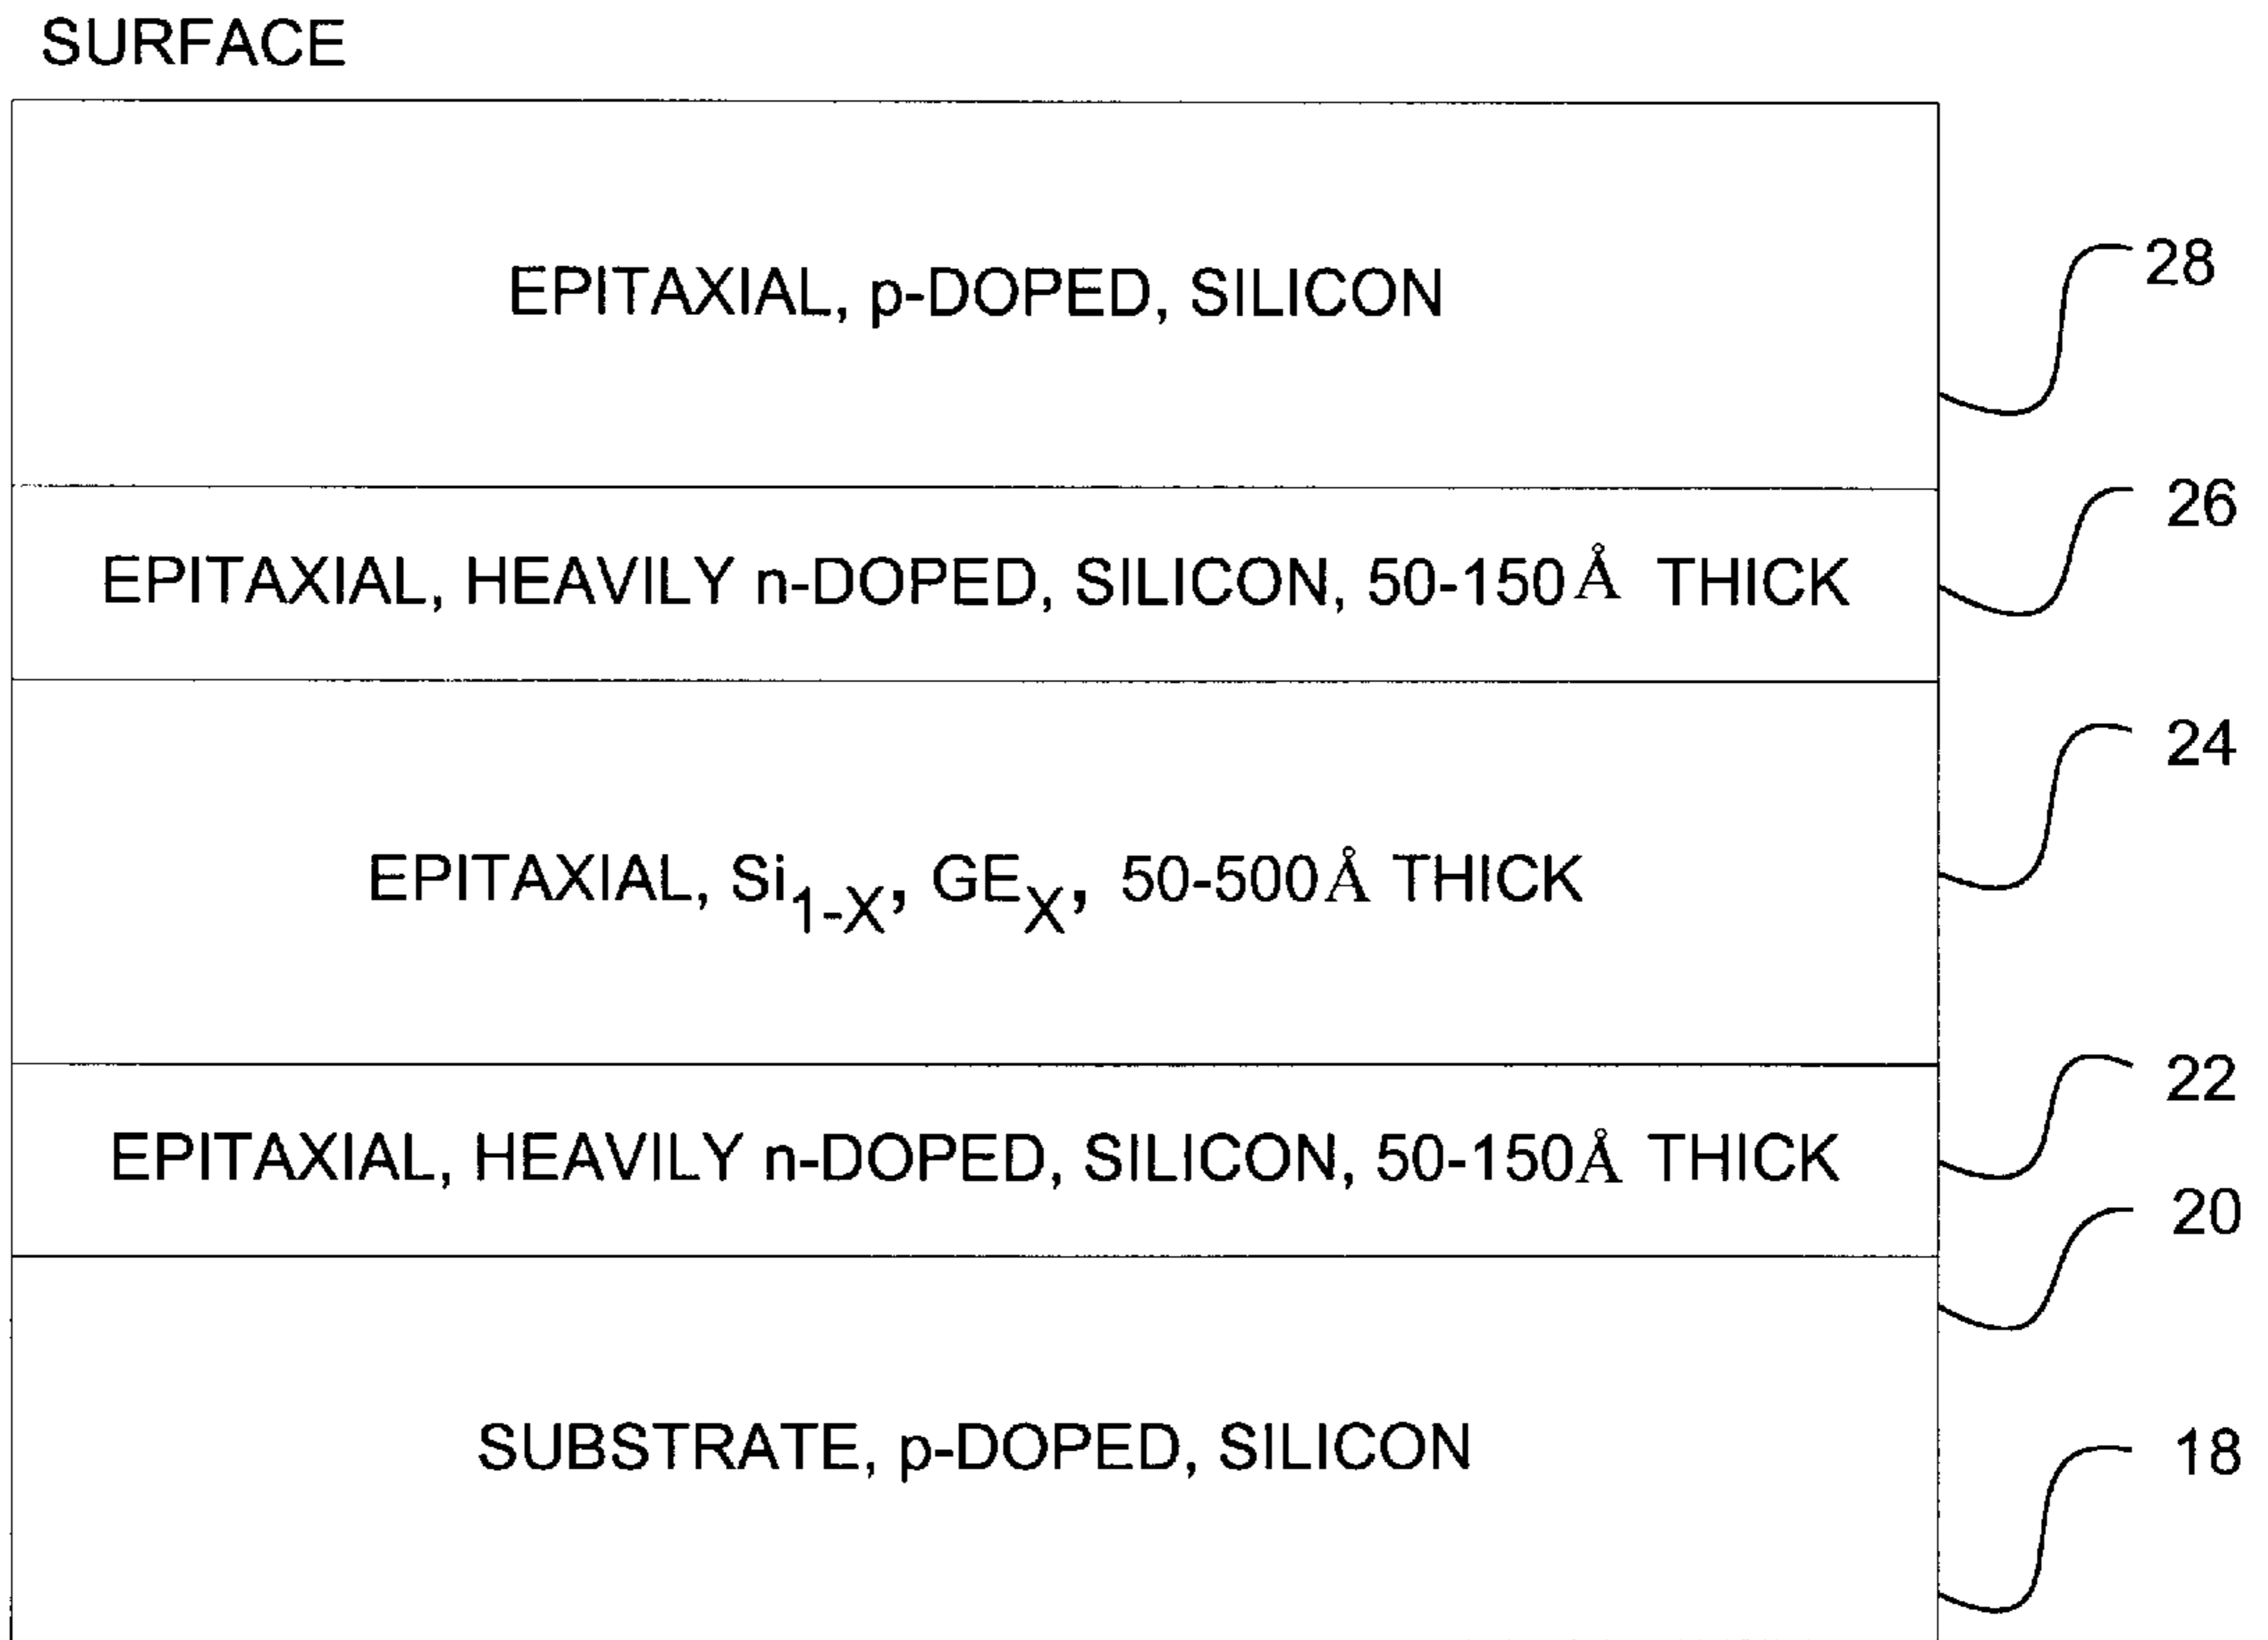 SURFACE
EPITAXIAL, p-DOPED, SILICON
28
26
EPITAXIAL, HEAVILY n-DOPED, SILICON, 50-150Å THICK
24
EPITAXIAL, Si1-X, GEX, 50-500Å THICK
22
EPITAXIAL, HEAVILY n-DOPED, SILICON, 50-150Å THICK
20
SUBSTRATE, p-DOPED, SILICON
18